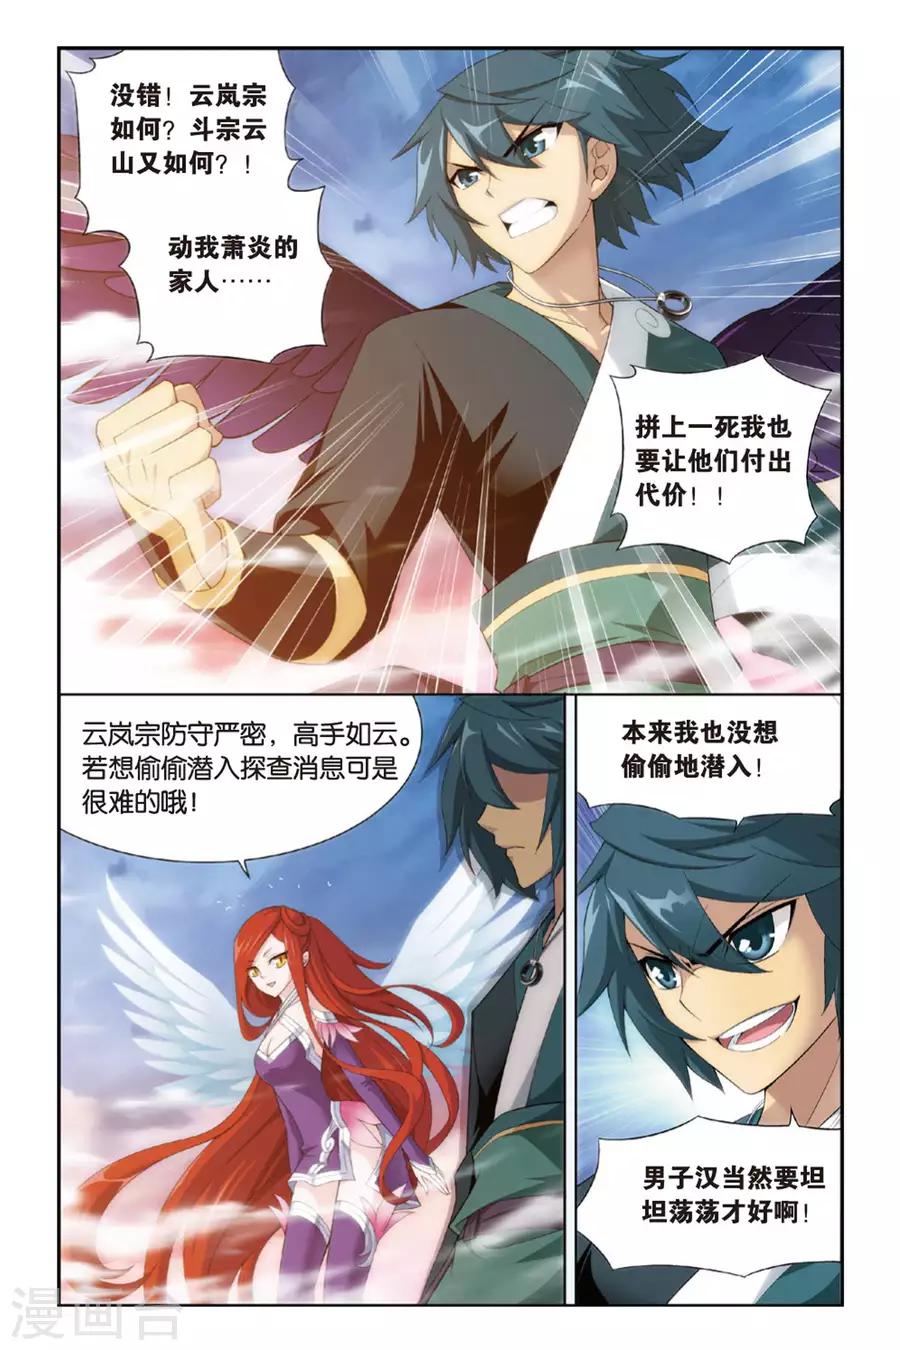 没错！云岚宗
如何？斗宗云
山又如何？！
动我萧炎的
家人……
拼上一死我也
要让他们付出
代价！！
云岚宗防守严密，高手如云。
若想偷偷潜入探查消息可是
很难的哦！
本来我也没想
偷偷地潜入！
男子汉当然要坦
坦荡荡才好啊！
漫画台